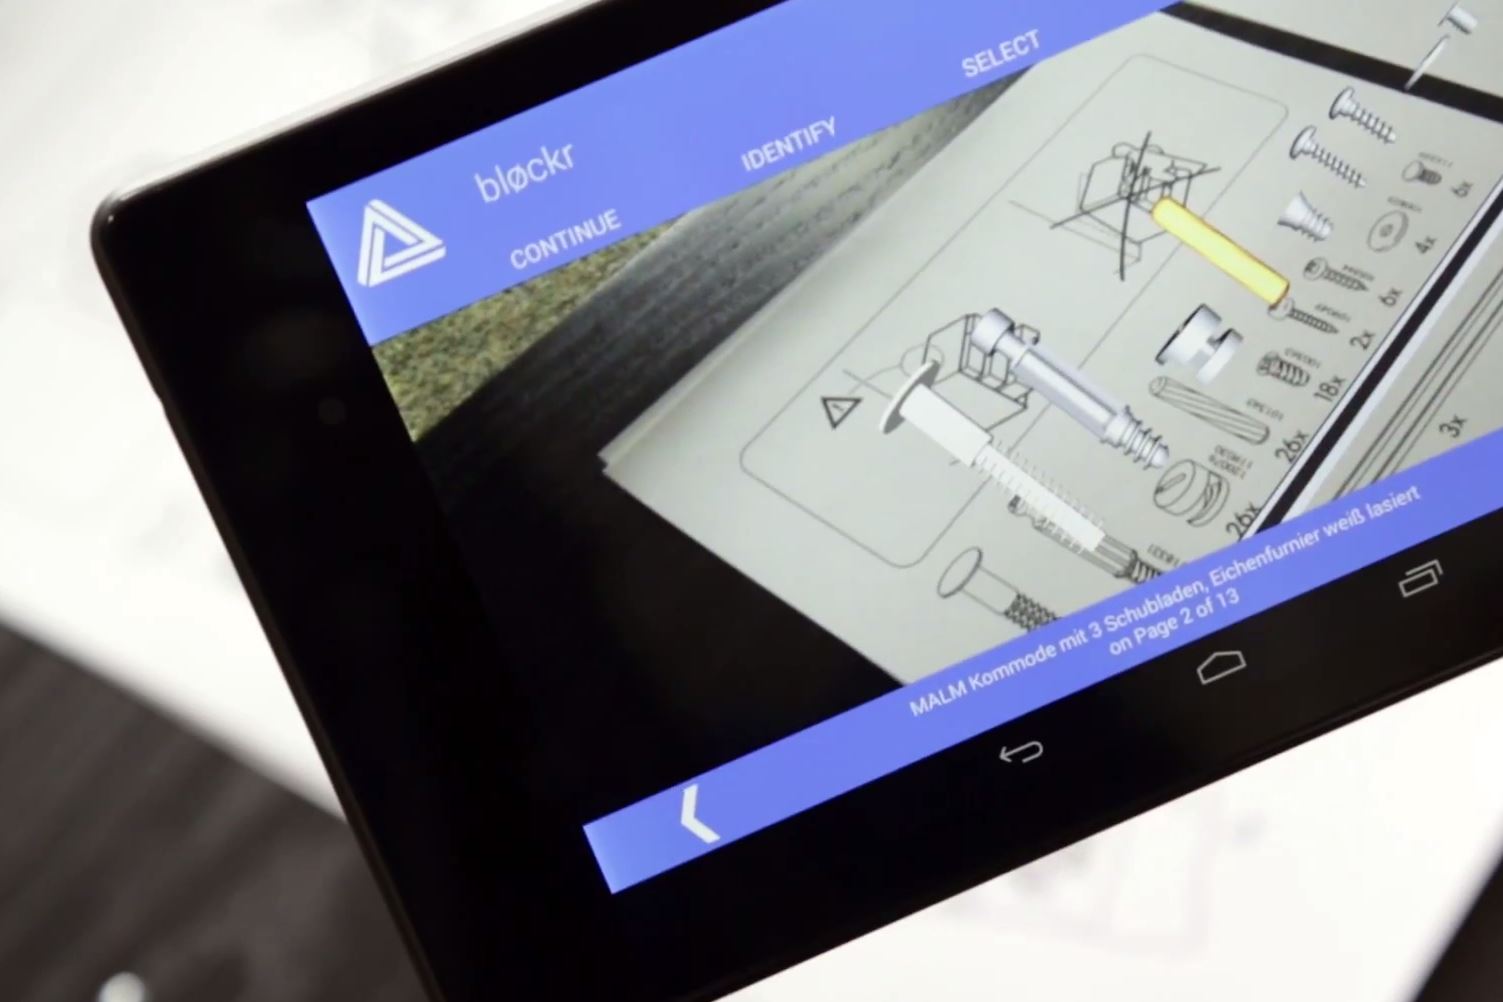 bløckr
CONTINUE
IDENTIFY
SELECT
6x
4x
6x
2x
18x
26x
26x
3x
MALM Kommode mit 3 Schubladen, Eichenfurnier weiß lasiert
on Page 2 of 13